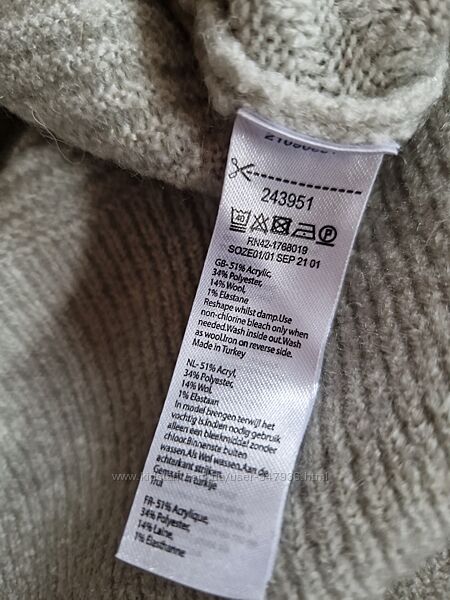 243951
40
P
RN42-1768019
SOZE01/01 SEP 21 01
GB- 51% Acrylic,
34% Polyester,
14% Wool,
1% Elastane
Reshape whilst damp.Use
non-chlorine bleach only when
needed.Wash inside out.Wash
as wool.Iron on reverse side.
Made In Turkey
NL- 51% Acryl,
34% Polyester,
14% Wol,
1% Elastaan
In model brengen terwijl het
vochtig is.Indien nodig gebruik
alleen een bleekmiddel zonder
chloor.Binnenste buiten
wassen.Als Wol wassen.Aan de
achterkant strijken.
in Turkije
FR- 51% Acrylique,
34% Polyester,
14% Laine,
1% Elasthanne